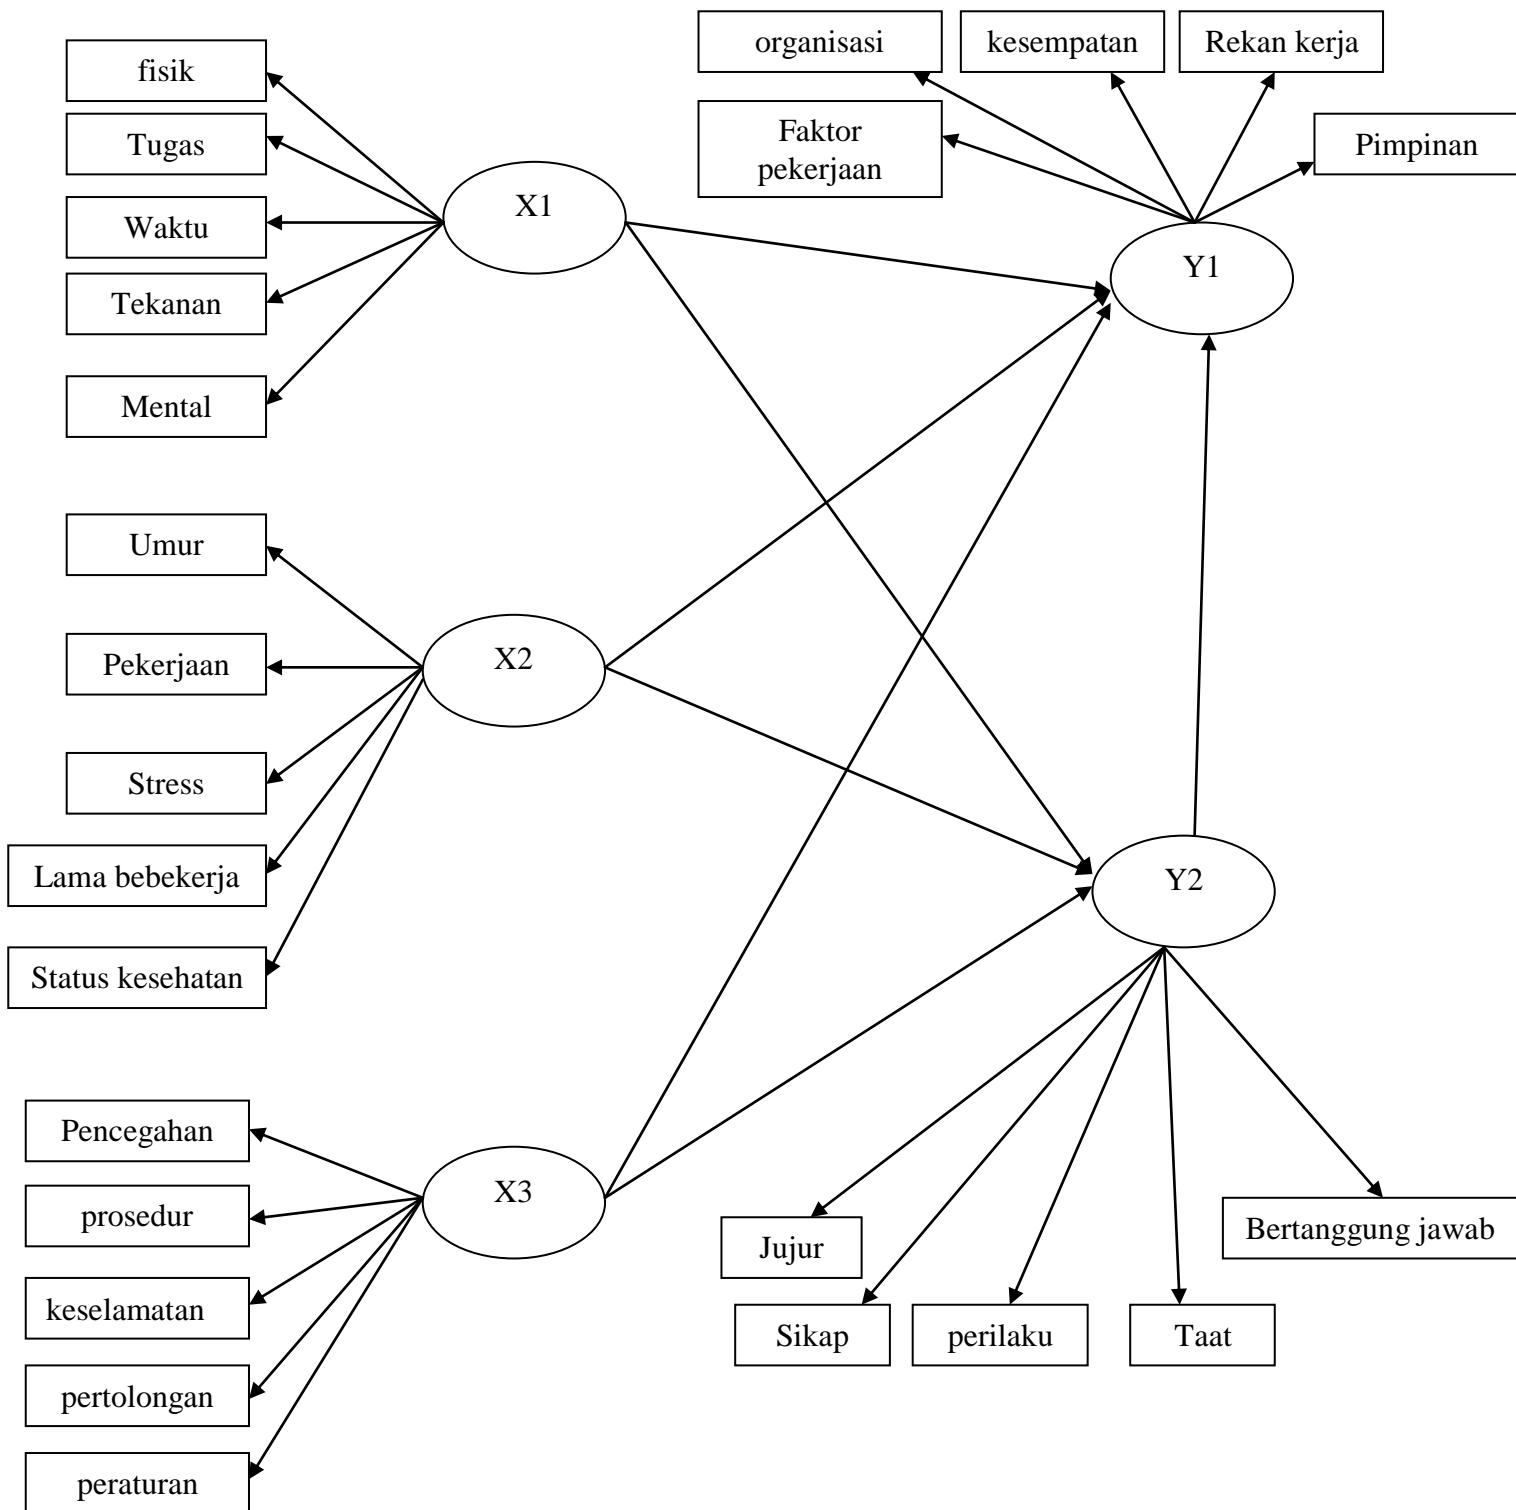 organisasi
kesempatan
Rekan kerja
fisik
Faktor
pekerjaan
Pimpinan
Tugas
X1
Waktu
Y1
Tekanan
Mental
Umur
X2
Pekerjaan
Stress
Lama bebekerja
Y2
Status kesehatan
Pencegahan
X3
prosedur
Jujur
Bertanggung jawab
keselamatan
Sikap
perilaku
Taat
pertolongan
peraturan